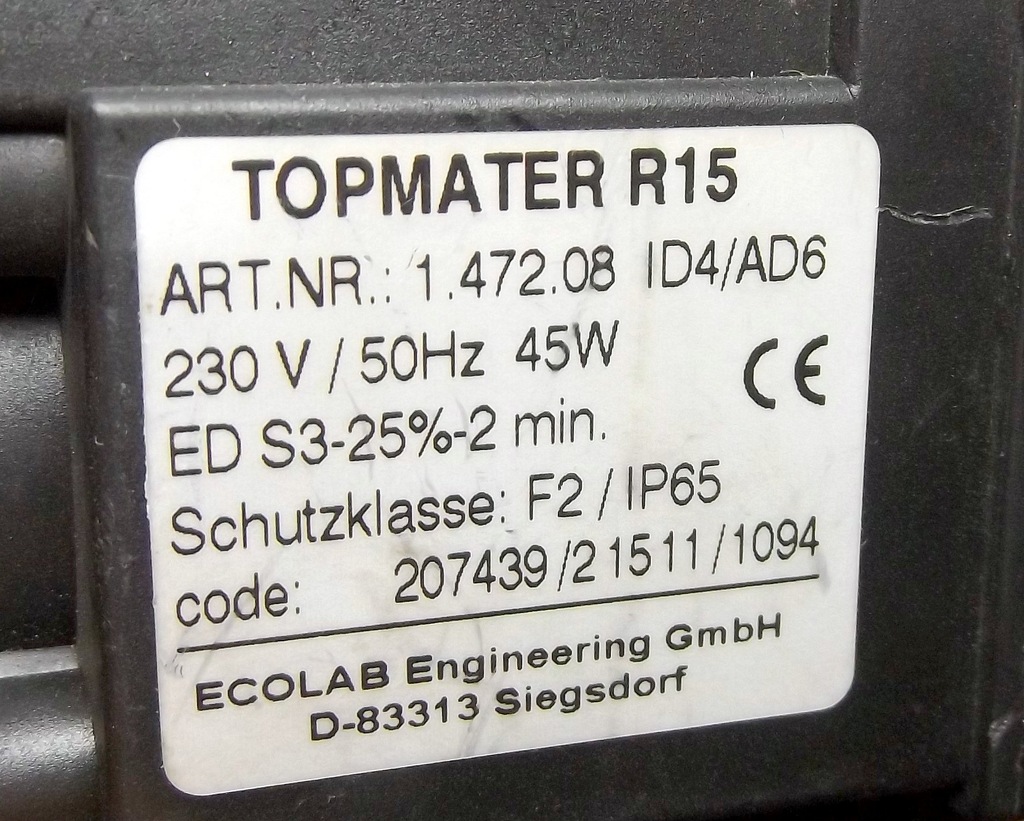 TOPMATER R15
ART.NR.: 1.472.08 ID4/AD6
230 V / 50Hz 45W
CE
ED S3-25%-2 min.
Schutzklasse: F2 / IP65
code: 207439/21511/1094
ECOLAB Engineering GmbH
D-83313 Siegsdorf